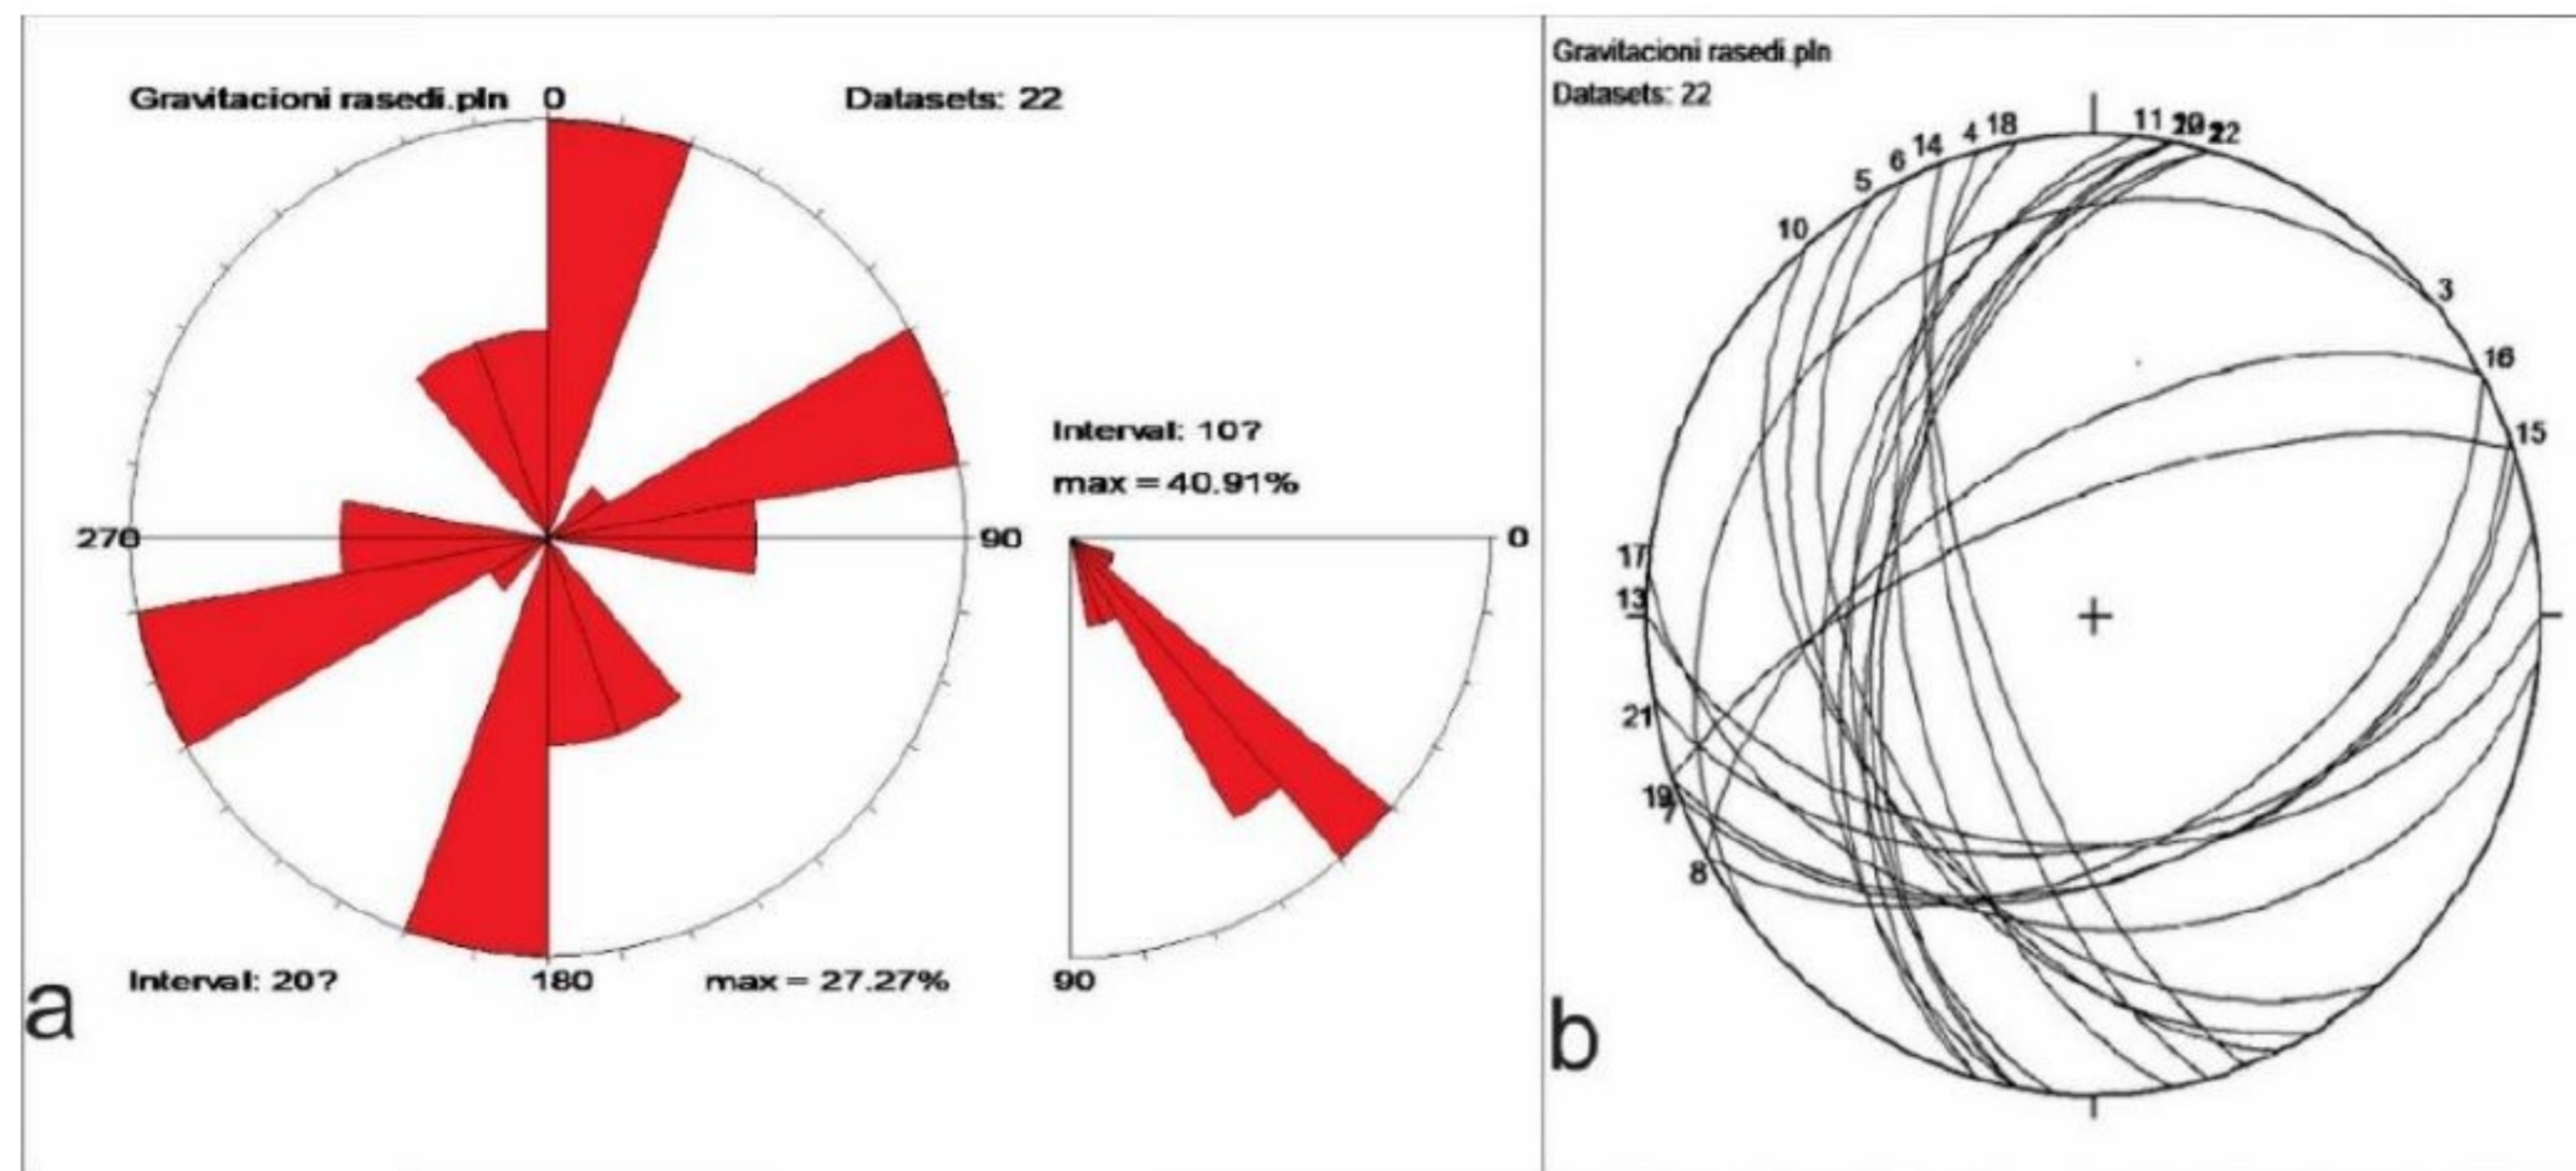 Gravitacioni rasedi.pln 0 Datasets: 22
270
90
Interval: 10?
max = 40.91%
0
90
Interval: 20?
180
max = 27.27%
a
Gravitacioni rasedi.pln
Datasets: 22
11
22
18
4
14
6
5
10
3
16
15
17
13
21
19
7
8
b